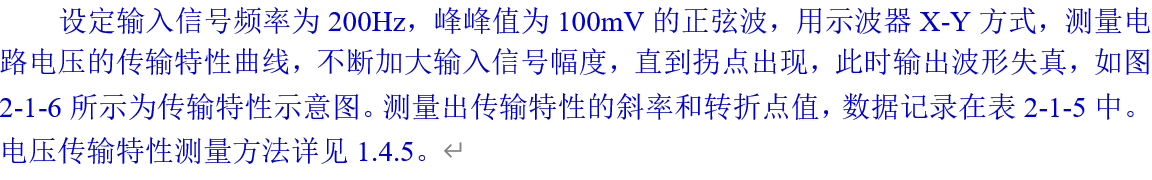 设定输入信号频率为 200Hz，峰峰值为 100mV 的正弦波，用示波器 X-Y 方式，测量电
路电压的传输特性曲线，不断加大输入信号幅度，直到拐点出现，此时输出波形失真，如图
2-1-6 所示为传输特性示意图。测量出传输特性的斜率和转折点值，数据记录在表 2-1-5 中。
电压传输特性测量方法详见 1.4.5。↵